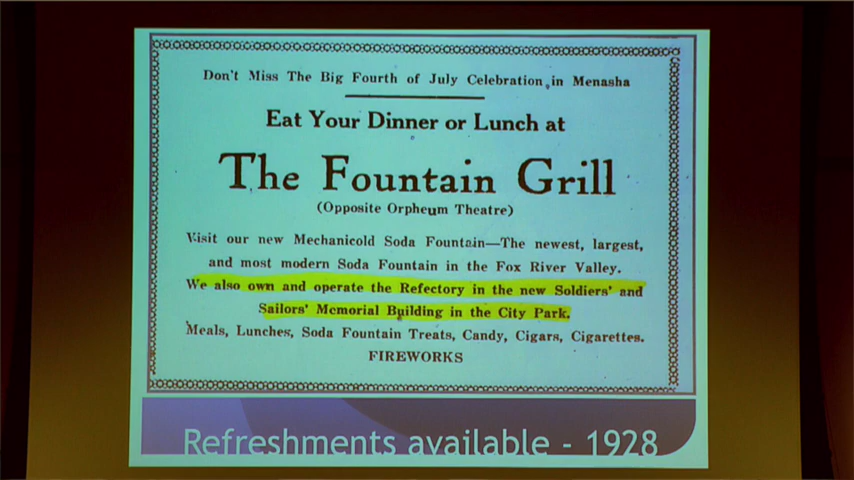 Don't Miss The Big Fourth of July Celebration in Menasha
Eat Your Dinner or Lunch at
The Fountain Grill
(Opposite Orpheum Theatre)
Visit our new Mechanicold Soda Fountain—The newest, largest,
and most modern Soda Fountain in the Fox River Valley.
We also own and operate the Refectory in the new Soldiers' and
Sailors' Memorial Building in the City Park.
Meals, Lunches, Soda Fountain Treats, Candy, Cigars, Cigarettes.
FIREWORKS
Refreshments available - 1928